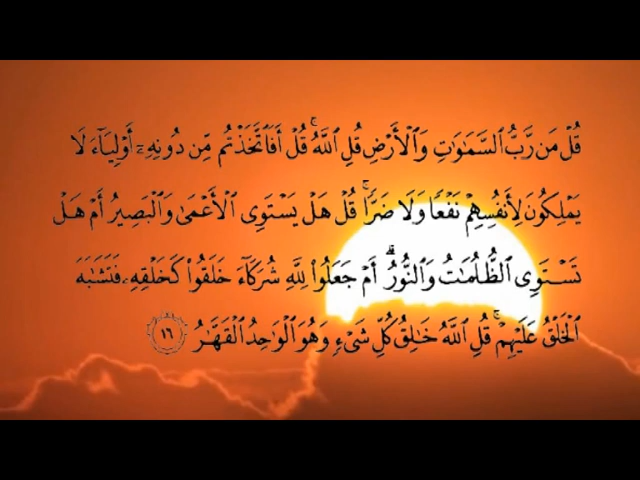 قُلْ مَن رَّبُّ ٱلسَّمَٰوَٰتِ وَٱلْأَرْضِ قُلِ ٱللَّهُ ۚ قُلْ أَفَٱتَّخَذْتُم مِّن دُونِهِۦٓ أَوْلِيَآءَ لَا
يَمْلِكُونَ لِأَنفُسِهِمْ نَفْعًا وَلَا ضَرًّا ۚ قُلْ هَلْ يَسْتَوِى ٱلْأَعْمَىٰ وَٱلْبَصِيرُ أَمْ هَلْ
تَسْتَوِى ٱلظُّلُمَٰتُ وَٱلنُّورُ ۗ أَمْ جَعَلُوا۟ لِلَّهِ شُرَكَآءَ خَلَقُوا۟ كَخَلْقِهِۦ فَتَشَٰبَهَ
ٱلْخَلْقُ عَلَيْهِمْ ۚ قُلِ ٱللَّهُ خَٰلِقُ كُلِّ شَىْءٍ وَهُوَ ٱلْوَٰحِدُ ٱلْقَهَّٰرُ ١٦